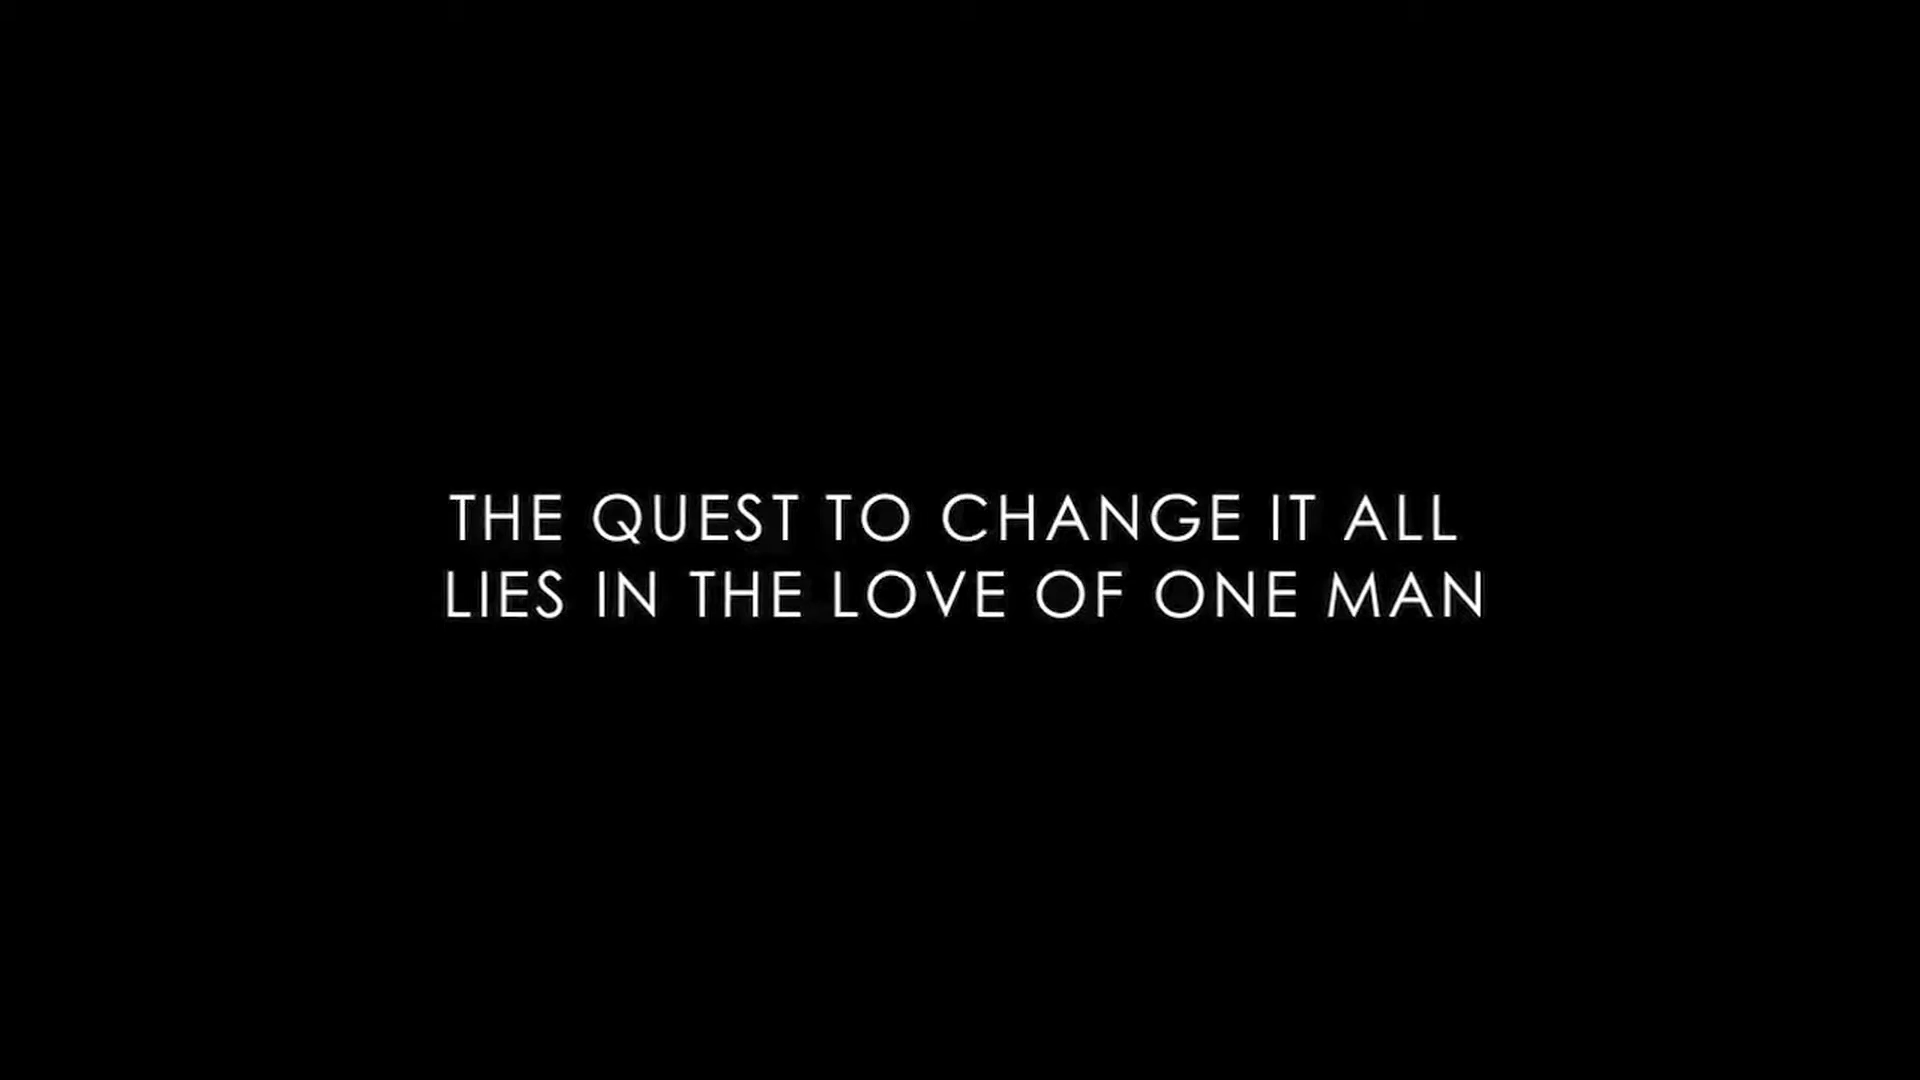 THE QUEST TO CHANGE IT ALL
LIES IN THE LOVE OF ONE MAN